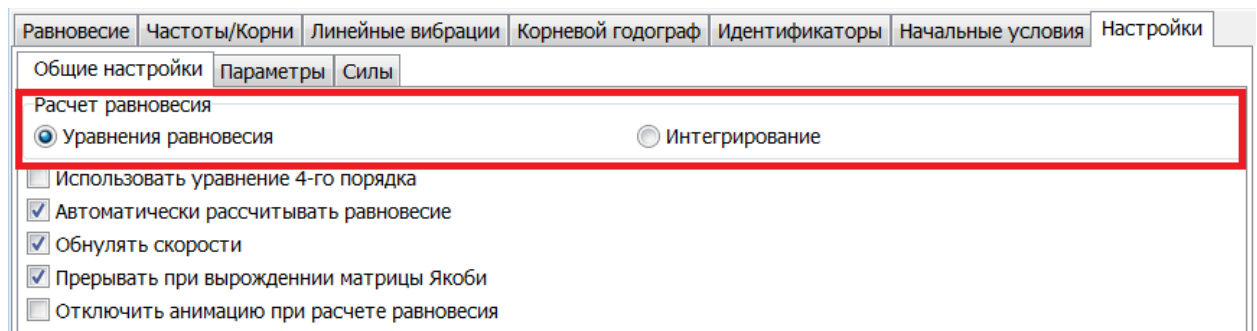 Равновесие Частоты/Корни Линейные вибрации Корневой годограф Идентификаторы Начальные условия Настройки
Общие настройки Параметры Силы
Расчет равновесия
Уравнения равновесия Интегрирование
Использовать уравнение 4-го порядка
Автоматически рассчитывать равновесие
Обнулять скорости
Прерывать при вырожденнии матрицы Якоби
Отключить анимацию при расчете равновесия